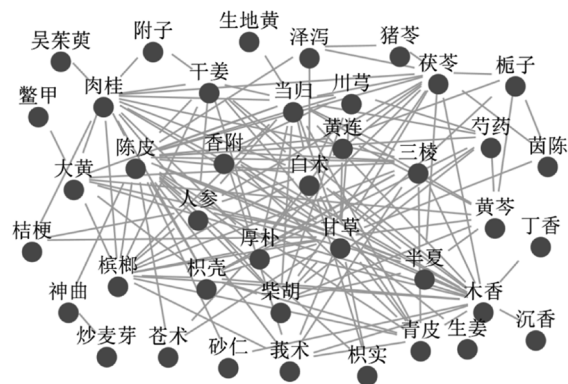 生地黄
附子
泽泻
猪苓
吴茱萸
茯苓
栀子
干姜
肉桂
当归
川芎
鳖甲
黄连
芍药
陈皮
香附
三棱
茵陈
大黄
白术
人参
黄芩
丁香
桔梗
甘草
厚朴
半夏
槟榔
枳壳
神曲
柴胡
木香
炒麦芽
苍术
青皮
生姜
沉香
砂仁
莪术
枳实